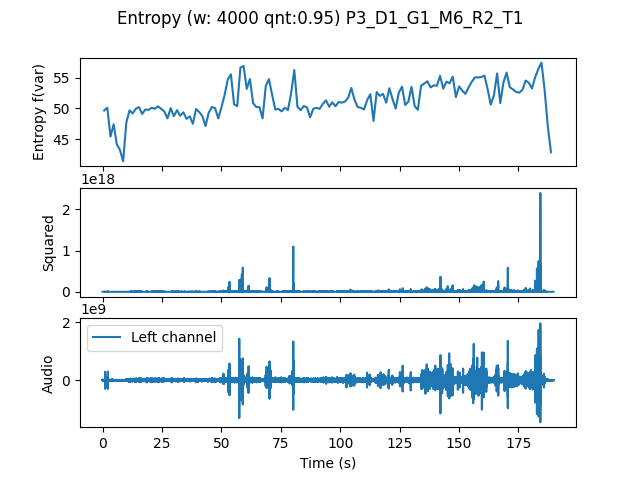 Entropy (w: 4000 qnt:0.95) P3_D1_G1_M6_R2_T1
Entropy f(var)
55
50
45
1e18
Squared
2
1
0
1e9
Audio
2
0
Left channel
0 25 50 75 100 125 150 175
Time (s)